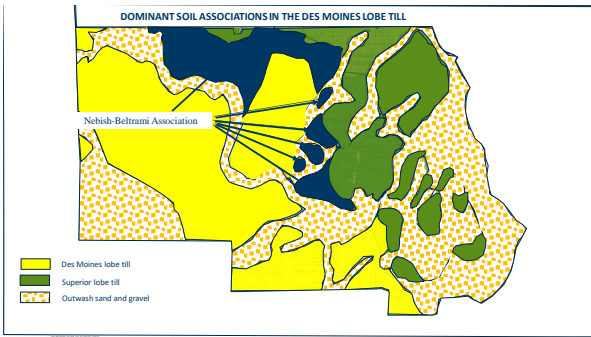 DOMINANT SOIL ASSOCIATIONS IN THE DES MOINES LOBE TILL
Nebish-Beltrami Association
Des Moines lobe till
Superior lobe till
Outwash sand and gravel